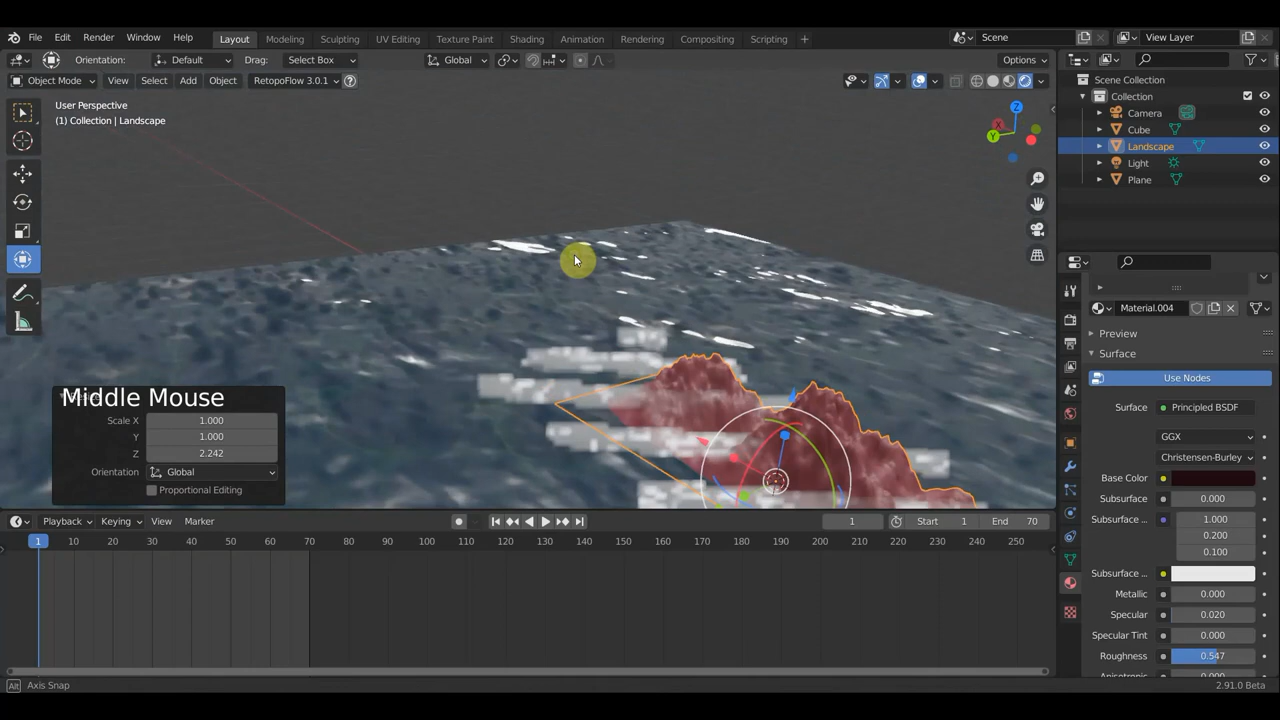 File Edit Render Window Help Layout Modeling Sculpting UV Editing Texture Paint Shading Animation Rendering Compositing Scripting + Scene View Layer
Orientation: Default Drag: Select Box Global Options
Object Mode View Select Add Object RetopoFlow 3.0.1
User Perspective
(1) Collection | Landscape
Z
X
Y
Scene Collection
Collection
Camera
Cube
Landscape
Light
Plane
Middle Mouse
Scale X 1.000
Y 1.000
Z 2.242
Orientation Global
Proportional Editing
Material.004
Preview
Surface
Use Nodes
Surface Principled BSDF
GGX
Christensen-Burley
Base Color
Subsurface 0.000
Subsurface ... 1.000
0.200
0.100
Subsurface ...
Metallic 0.000
Specular 0.020
Specular Tint 0.000
Roughness 0.547
Playback Keying View Marker 1 Start 1 End 70
1 10 20 30 40 50 60 70 80 90 100 110 120 130 140 150 160 170 180 190 200 210 220 230 240 250
Alt Axis Snap 2.91.0 Beta